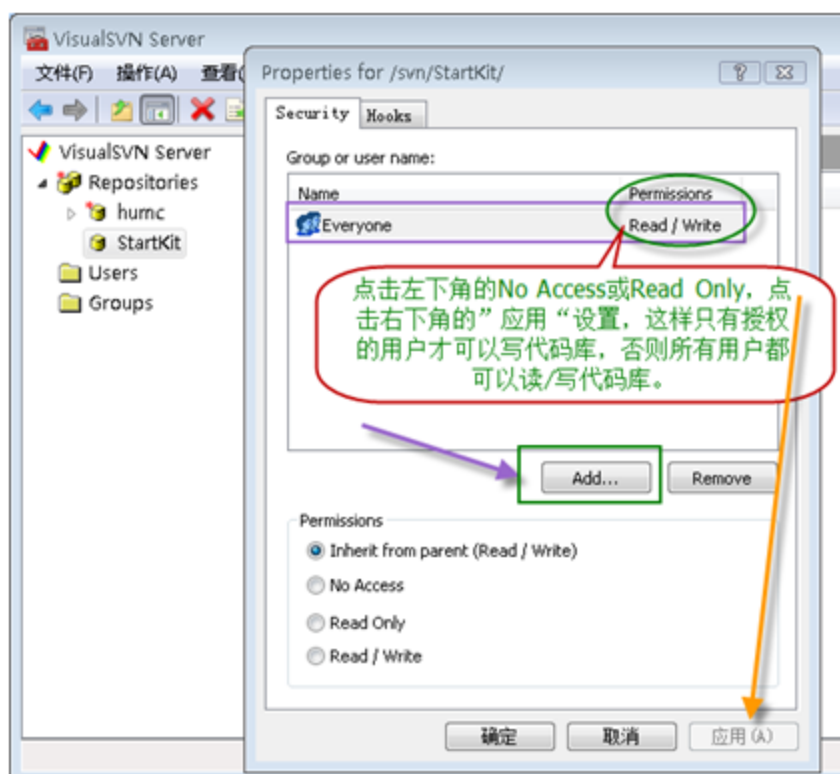 VisualSVN Server
文件(F) 操作(A) 查看(
Properties for /svn/StartKit/
Security Hooks
VisualSVN Server
Repositories
humc
StartKit
Users
Groups
Group or user name:
Name Permissions
Everyone Read / Write
点击左下角的No Access或Read Only，点
击右下角的”应用“设置，这样只有授权
的用户才可以写代码库，否则所有用户都
可以读/写代码库。
Add... Remove
Permissions
Inherit from parent (Read / Write)
No Access
Read Only
Read / Write
确定 取消 应用(A)